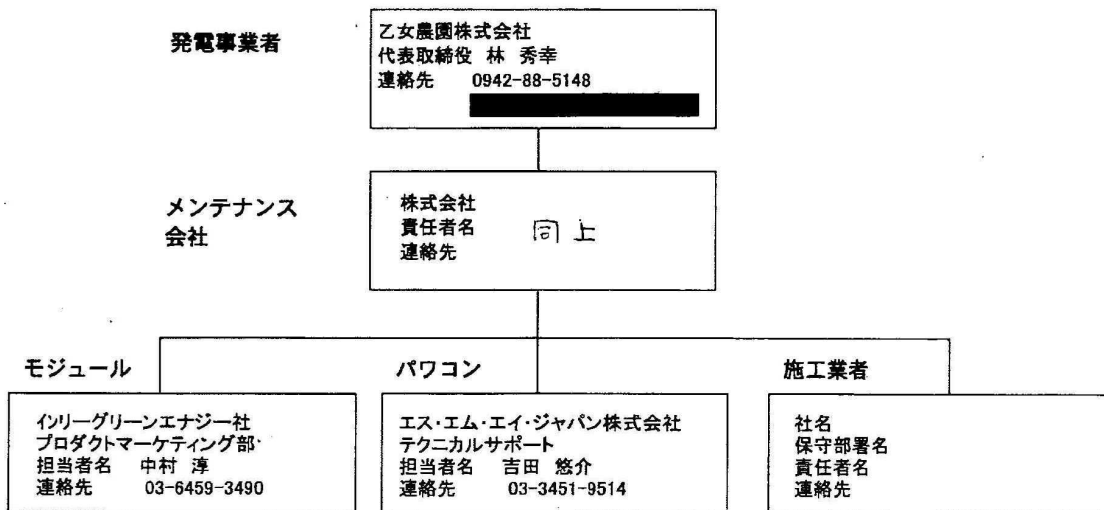 発電事業者
乙女農園株式会社
代表取締役 林 秀幸
連絡先 0942-88-5148
メンテナンス
会社
株式会社
責任者名 同上
連絡先
モジュール
インリーグリーンエナジー社
プロダクトマーケティング部
担当者名 中村 淳
連絡先 03-6459-3490
パワコン
エス・エム・エイ・ジャパン株式会社
テクニカルサポート
担当者名 吉田 悠介
連絡先 03-3451-9514
施工業者
社名
保守部署名
責任者名
連絡先